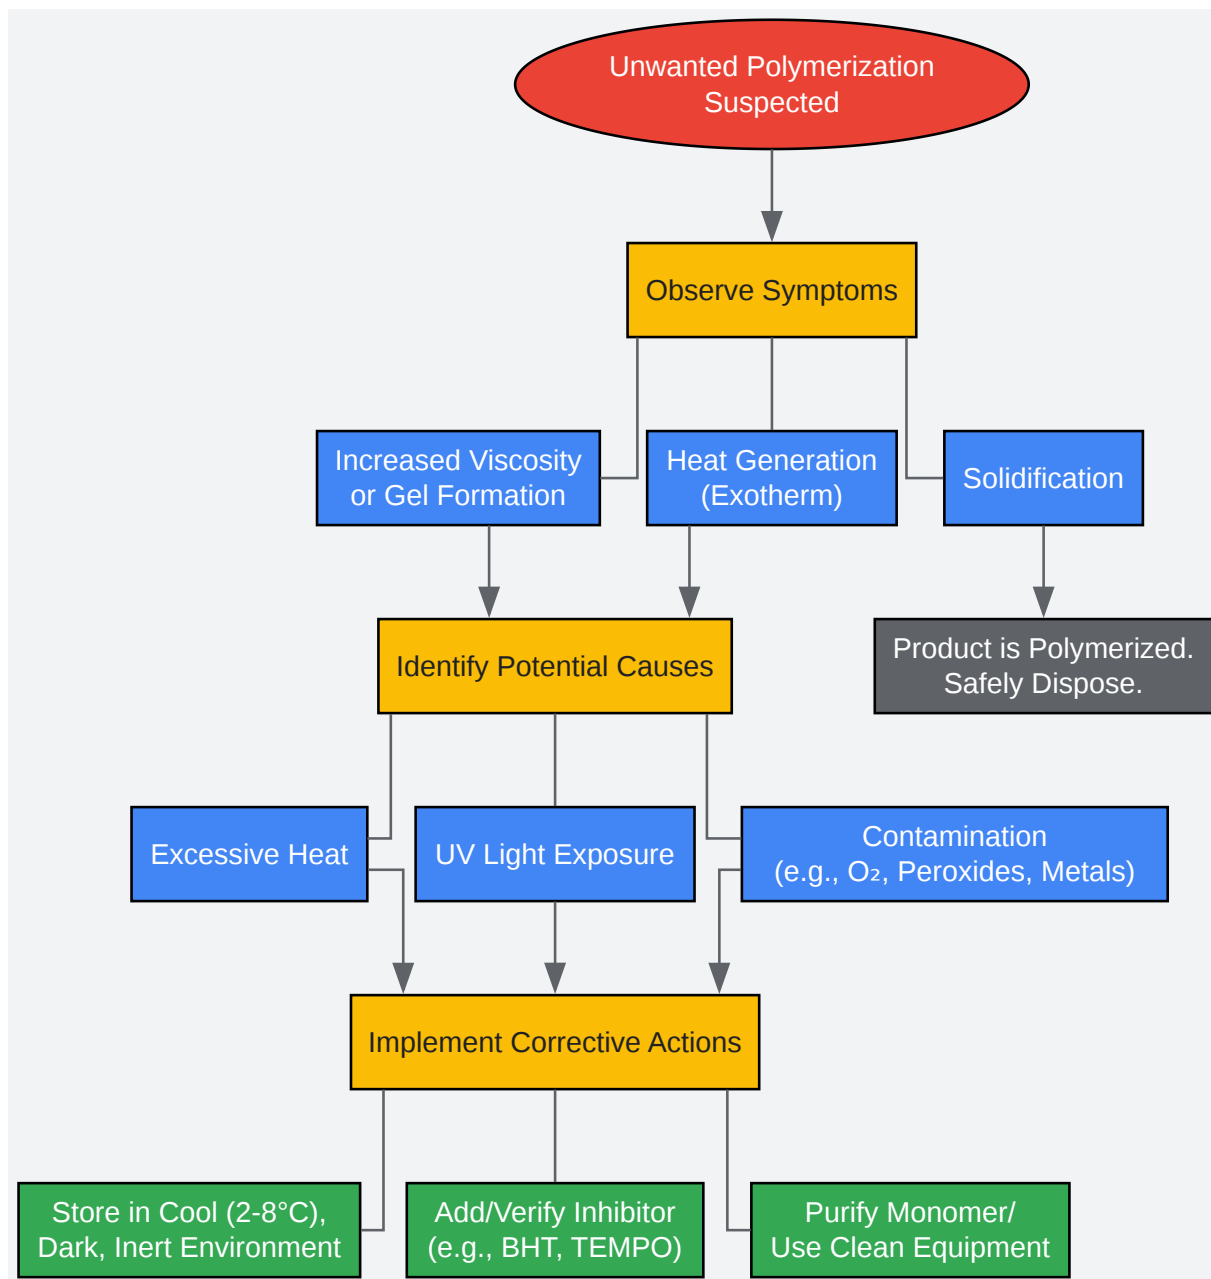 Unwanted Polymerization
Suspected
Observe Symptoms
Increased Viscosity
or Gel Formation
Heat Generation
(Exotherm)
Solidification
Identify Potential Causes
Product is Polymerized.
Safely Dispose.
Excessive Heat
UV Light Exposure
Contamination
(e.g., O₂, Peroxides, Metals)
Implement Corrective Actions
Store in Cool (2-8°C),
Dark, Inert Environment
Add/Verify Inhibitor
(e.g., BHT, TEMPO)
Purify Monomer/
Use Clean Equipment